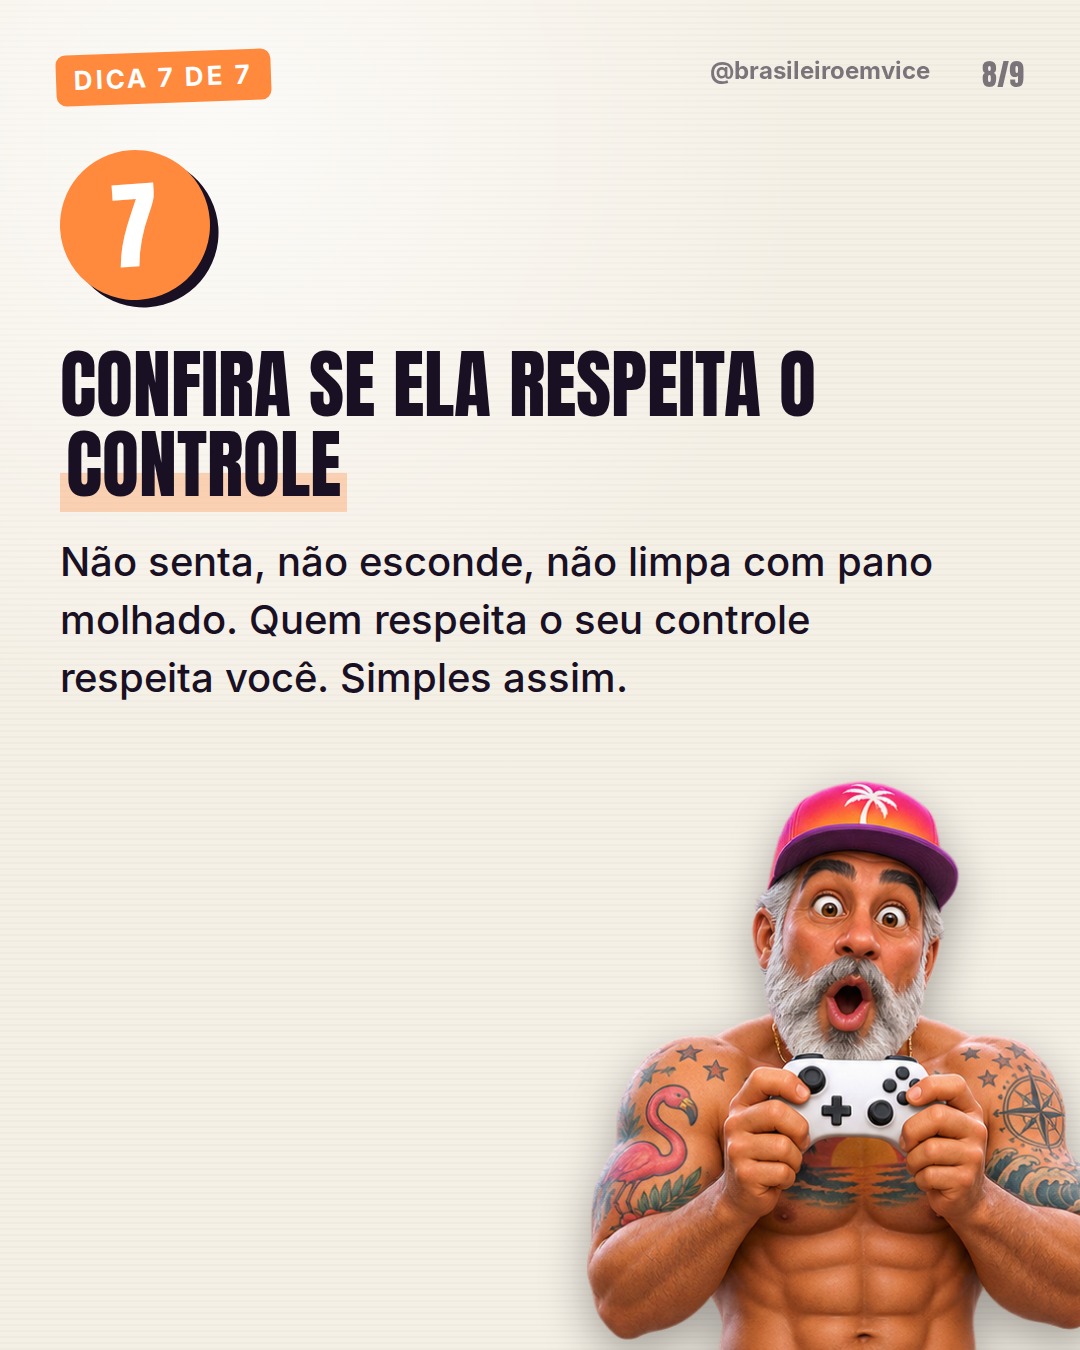 DICA 7 DE 7
@brasileiroemvice
8/9
7
CONFIRA SE ELA RESPEITA O
CONTROLE
Não senta, não esconde, não limpa com pano
molhado. Quem respeita o seu controle
respeita você. Simples assim.